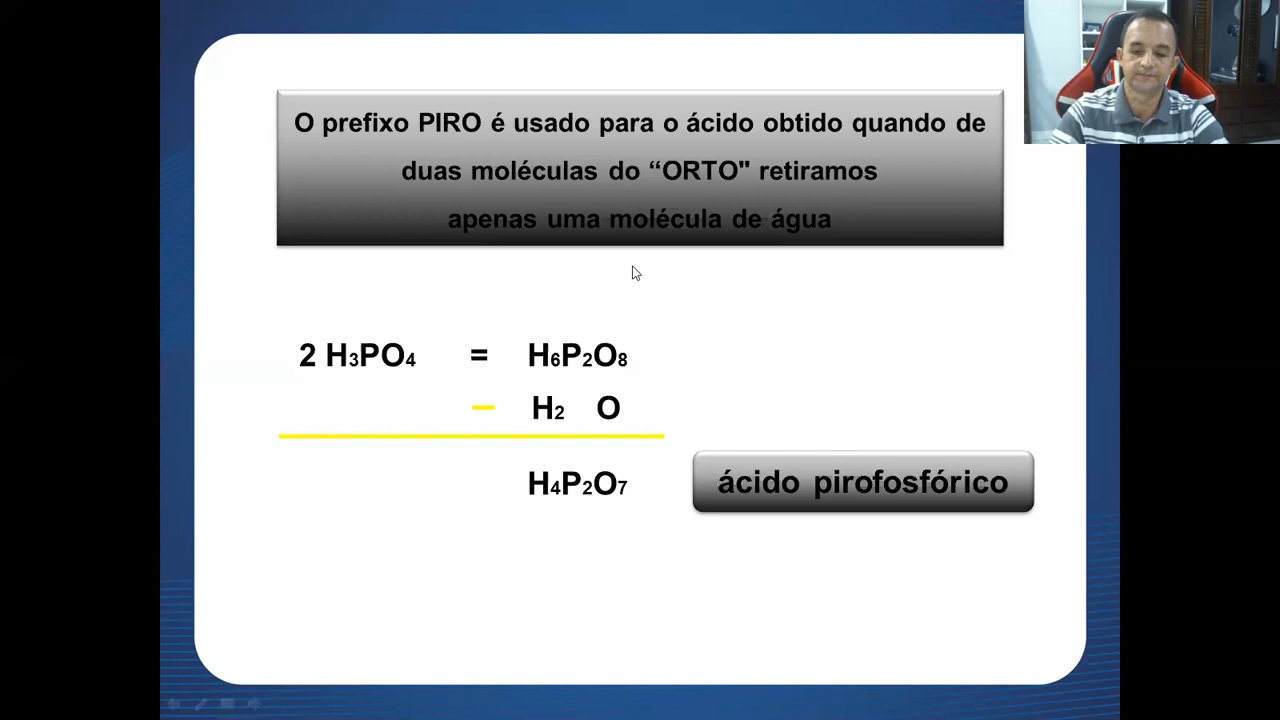 O prefixo PIRO é usado para o ácido obtido quando de
duas moléculas do “ORTO" retiramos
apenas uma molécula de água
2 H3PO4 = H6P2O8
– H2 O
H4P2O7
ácido pirofosfórico